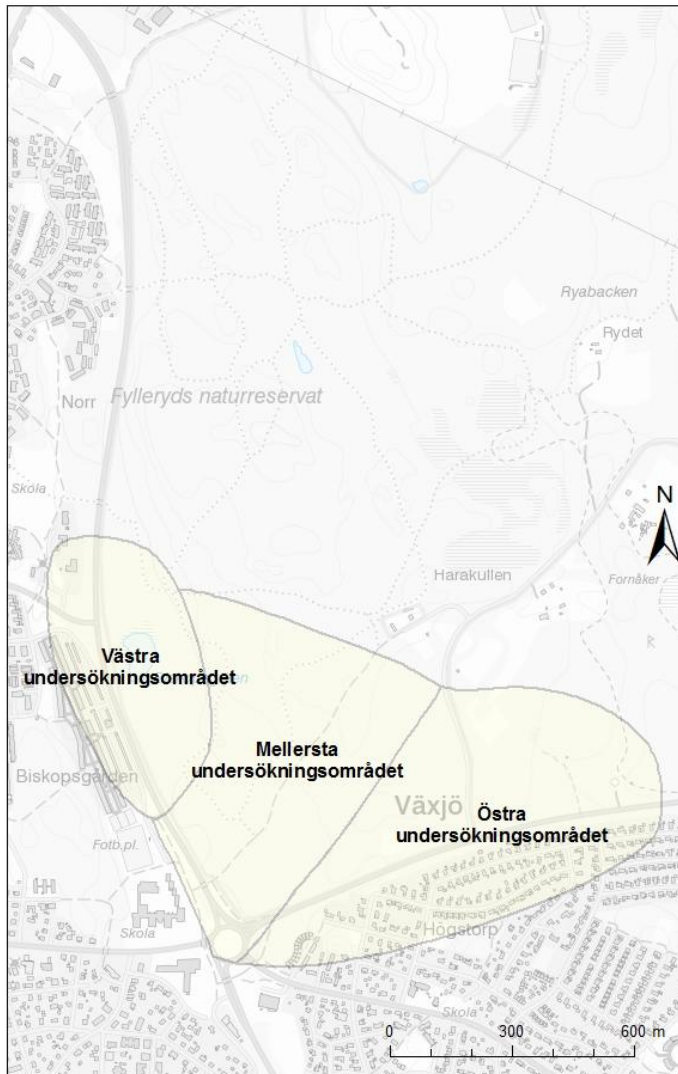 Ryabacken
Rydet
Fylleryds naturreservat
Norr
Skola
N
Harakullen
Fornåker
Västra
undersökningsområdet
Mellersta
undersökningsområdet
Biskopsgården
Växjö
Östra
undersökningsområdet
Fotb.pl.
Skola
Högstorp
Skola
0 300 600 m